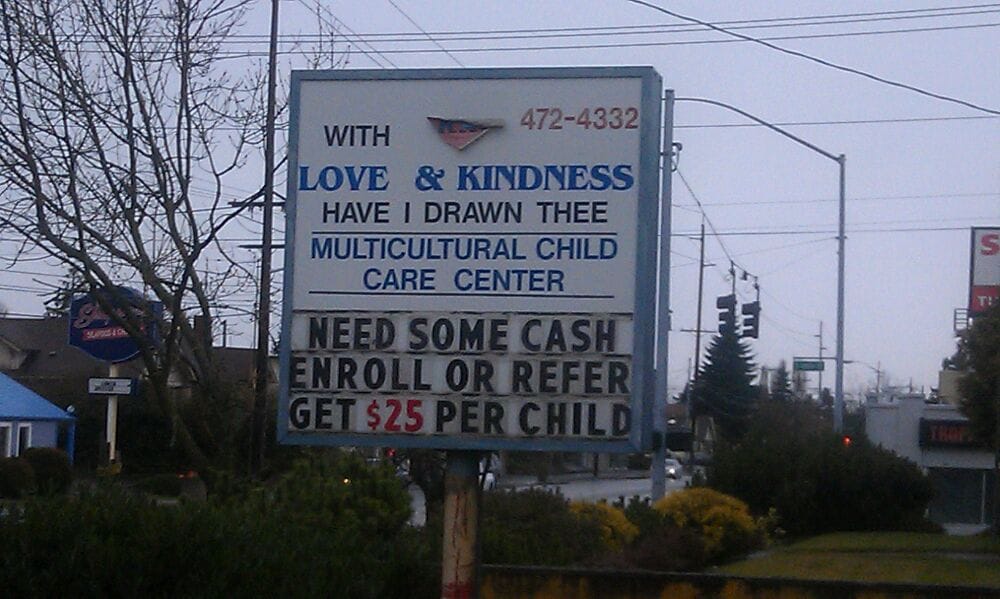 WITH
472-4332
LOVE & KINDNESS
HAVE I DRAWN THEE
MULTICULTURAL CHILD
CARE CENTER
NEED SOME CASH
ENROLL OR REFER
GET $25 PER CHILD